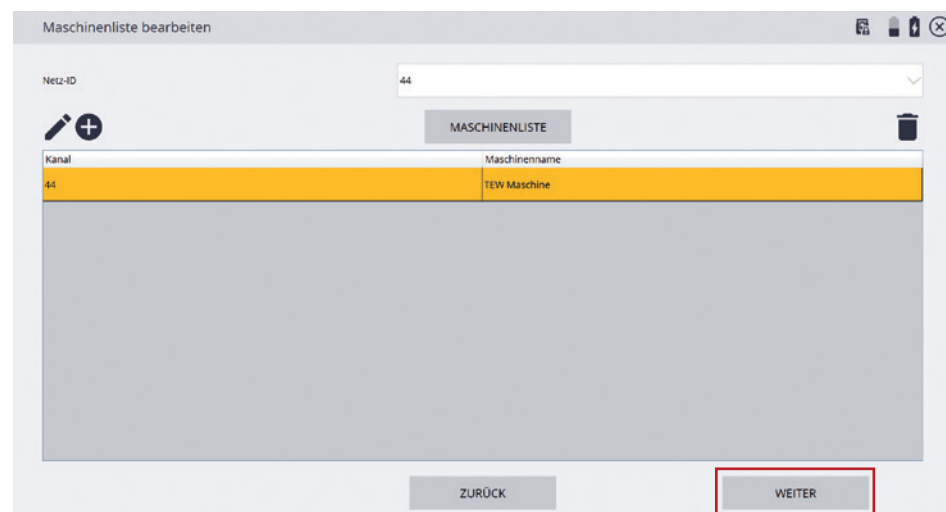 Maschinenliste bearbeiten
Netz-ID 44
MASCHINENLISTE
Kanal Maschinenname
44 TEW Maschine
ZURÜCK WEITER